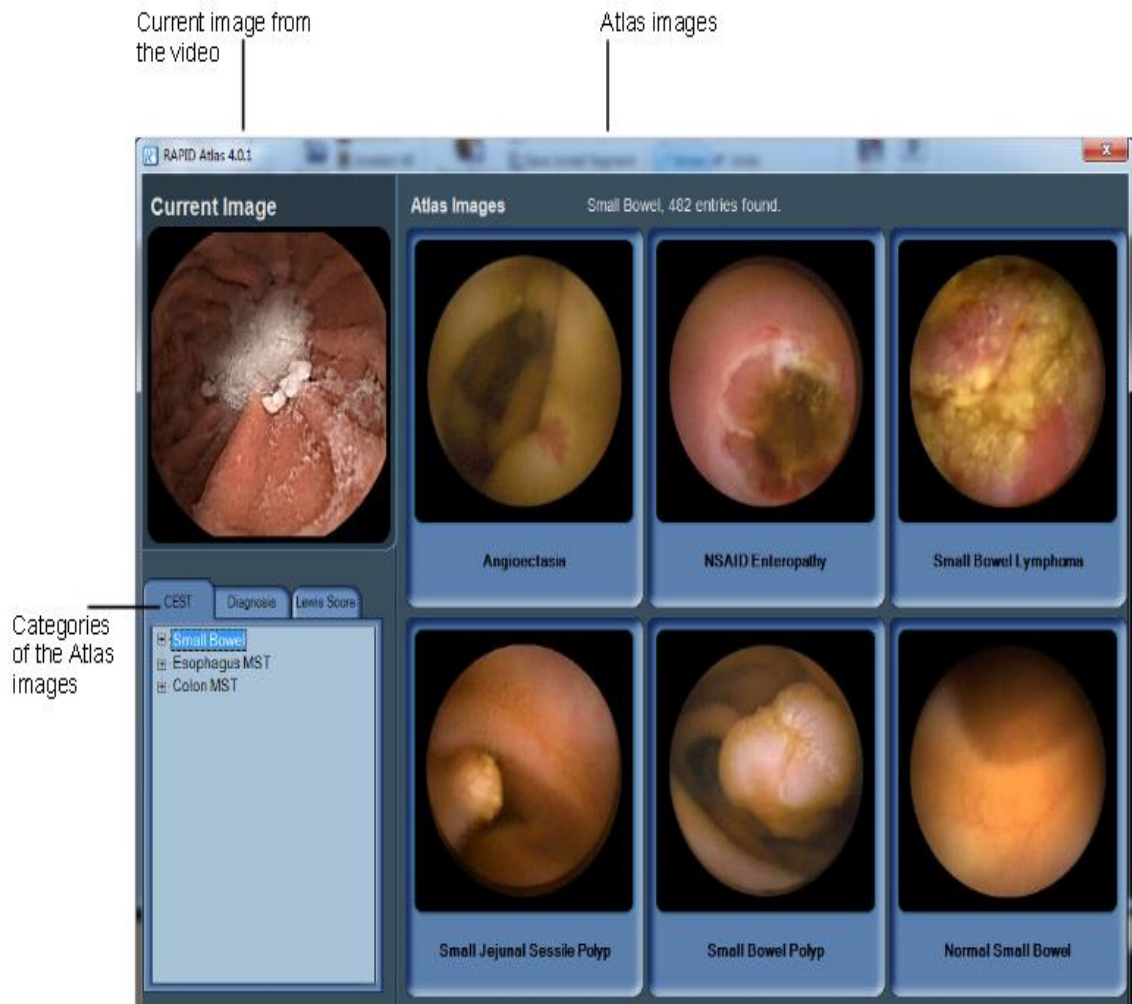 Current image from
the video
Atlas images
RAPID Atlas 4.0.1
Current Image
Atlas Images
Small Bowel, 482 entries found.
Angioectasia
NSAID Enteropathy
Small Bowel Lymphoma
CEST
Diagnosis
Lewis Score
Categories
of the Atlas
images
Small Bowel
Esophagus MST
Colon MST
Small Jejunal Sessile Polyp
Small Bowel Polyp
Normal Small Bowel